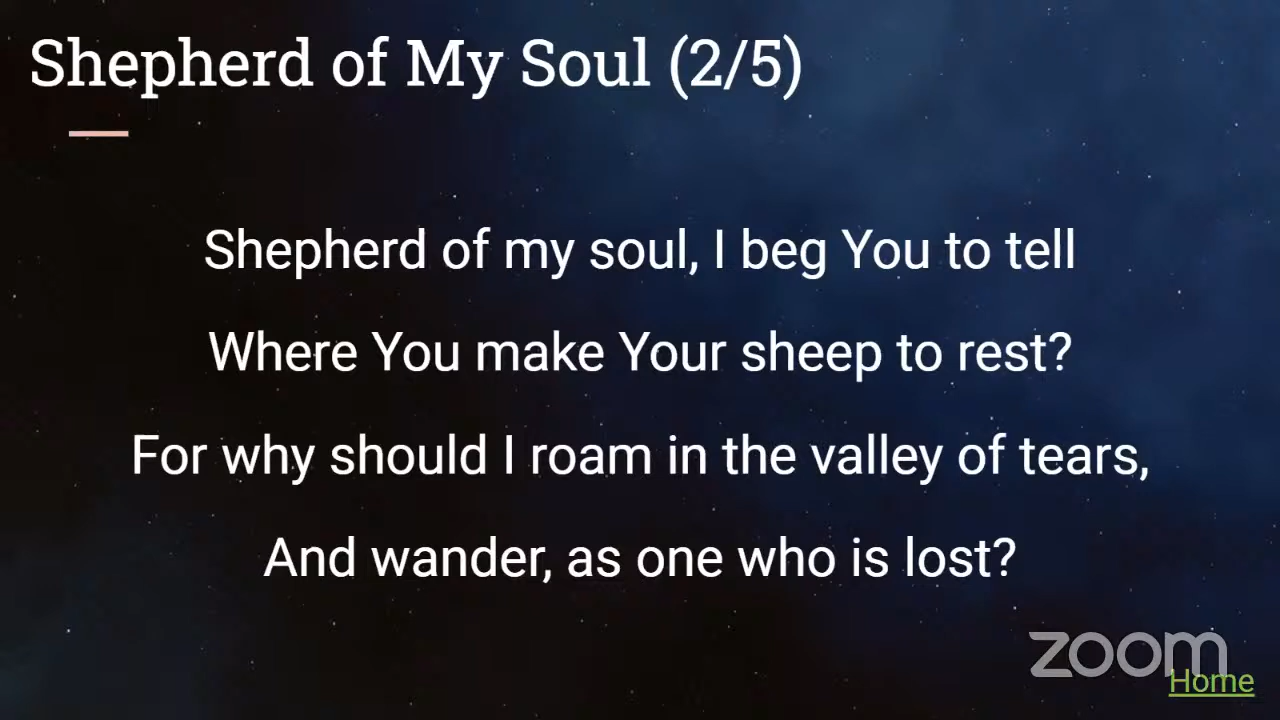 Shepherd of My Soul (2/5)
Shepherd of my soul, I beg You to tell
Where You make Your sheep to rest?
For why should I roam in the valley of tears,
And wander, as one who is lost?
zoom
Home